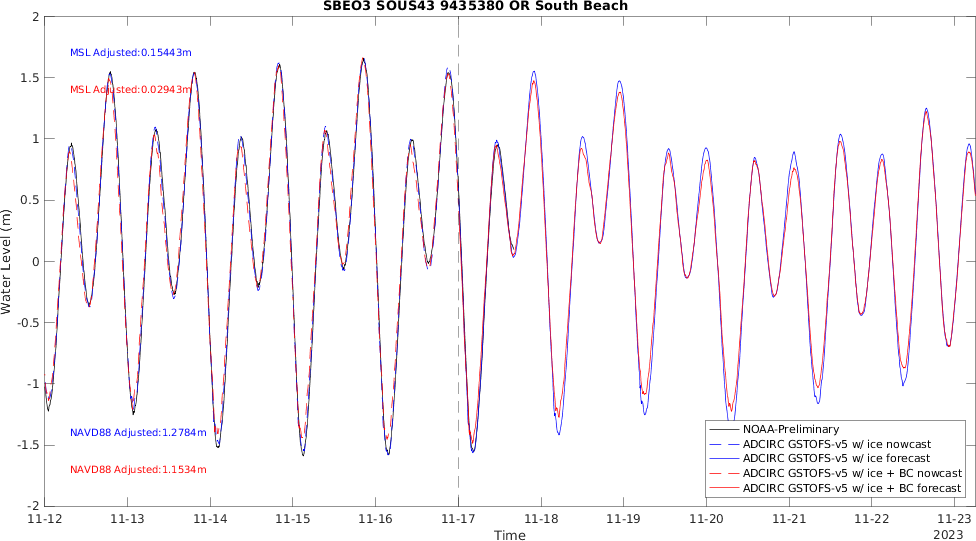 SBEO3 SOUS43 9435380 OR South Beach
2
1.5
1
0.5
0
-0.5
-1
-1.5
-2
Water Level (m)
MSL Adjusted:0.15443m
MSL Adjusted:0.02943m
NAVD88 Adjusted:1.2784m
NAVD88 Adjusted:1.1534m
NOAA-Preliminary
ADCIRC GSTOFS-v5 w/ ice nowcast
ADCIRC GSTOFS-v5 w/ ice forecast
ADCIRC GSTOFS-v5 w/ ice + BC nowcast
ADCIRC GSTOFS-v5 w/ ice + BC forecast
11-12 11-13 11-14 11-15 11-16 11-17 11-18 11-19 11-20 11-21 11-22 11-23
2023
Time